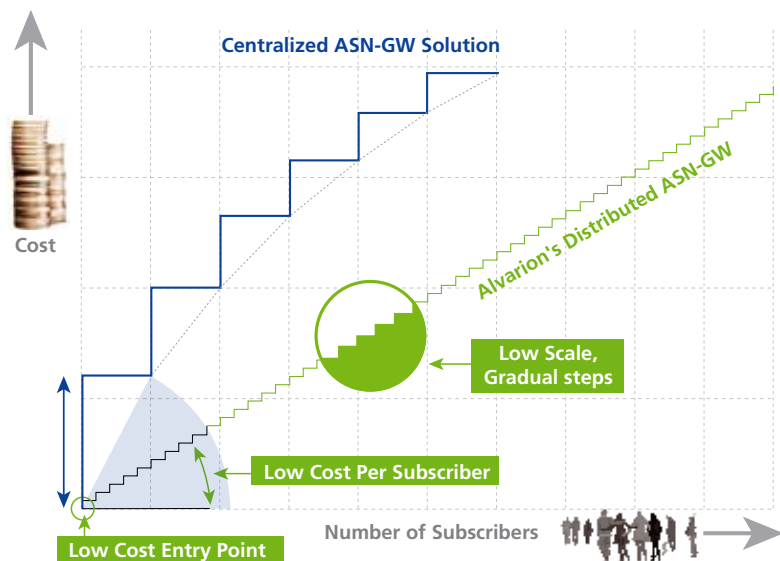 Centralized ASN-GW Solution
Cost
Alvarion's Distributed ASN-GW
Low Scale,
Gradual steps
Low Cost Per Subscriber
Number of Subscribers
Low Cost Entry Point